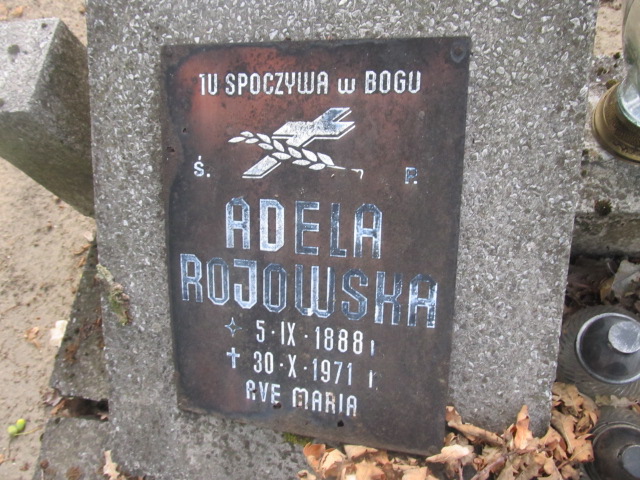 TU SPOCZYWA w BOGU
Ś. P.
ADELA
ROJOWSKA
5·IX·1888 r
30·X·1971 r.
AVE MARIA